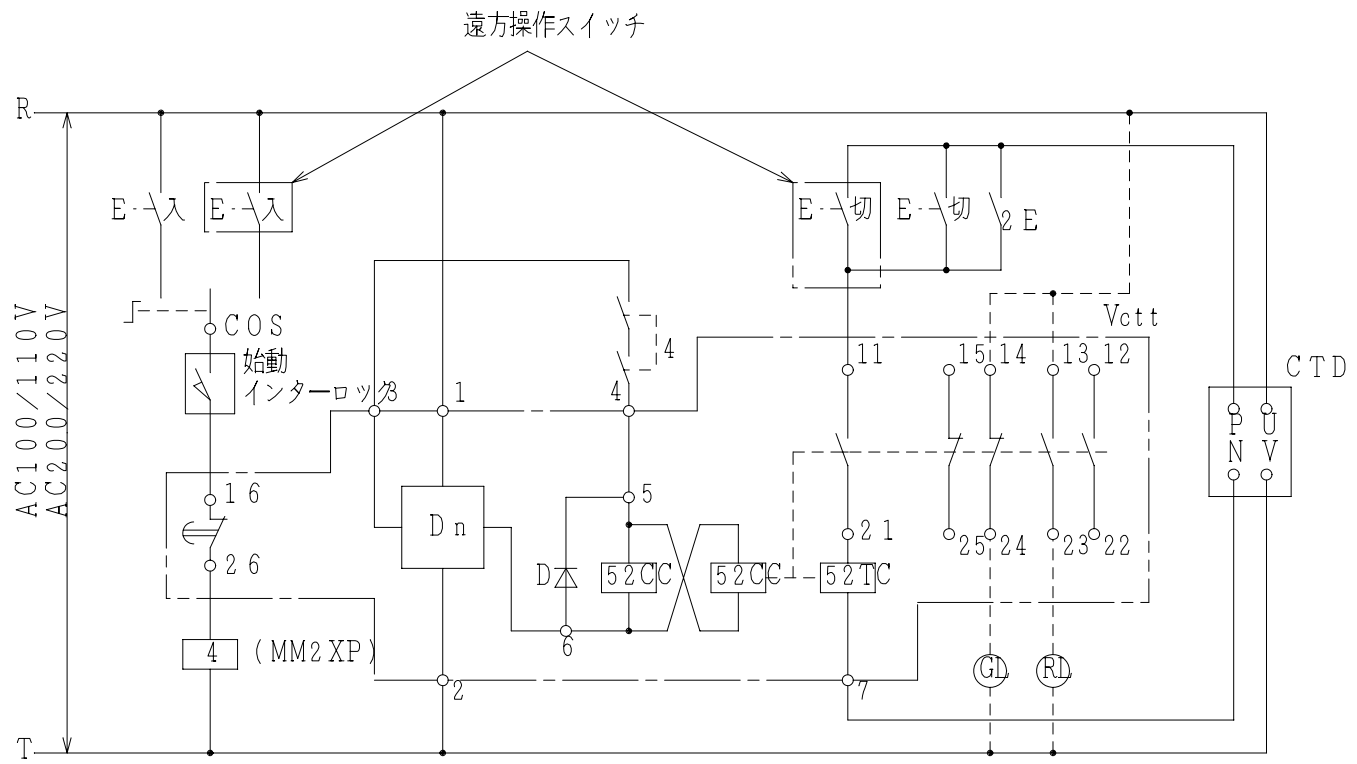 遠方操作スイッチ
R
E 入
E 入
E 切
E 切
2E
AC100/110V
AC200/220V
COS
始動
インターロック
3
1
4
4
Vctt
11
15
14
13
12
CTD
P
U
N
V
16
26
Dn
5
D
52CC
52CC
6
21
52TC
25
24
23
22
4
(MM2XP)
2
7
GL
RL
T